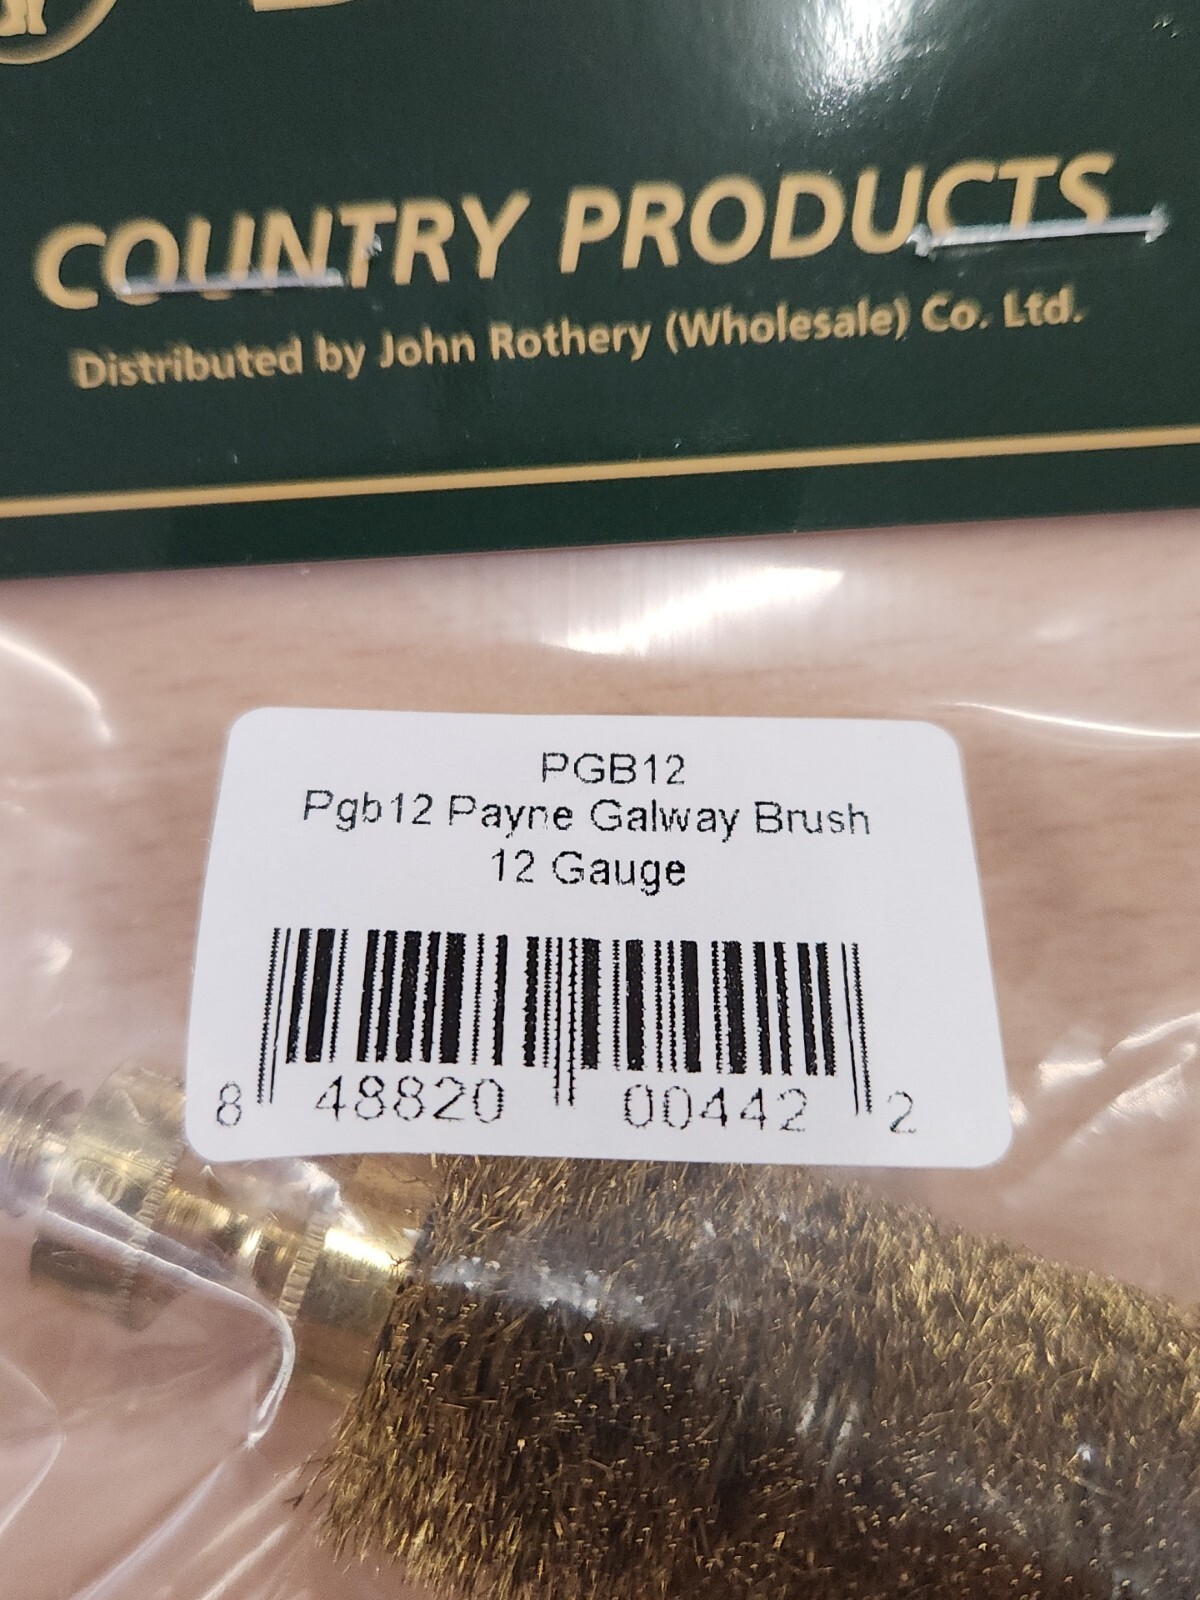 COUNTRY PRODUCTS
Distributed by John Rothery (Wholesale) Co. Ltd.
PGB12
Pgb12 Payne Galway Brush
12 Gauge
8 48820 00442 2